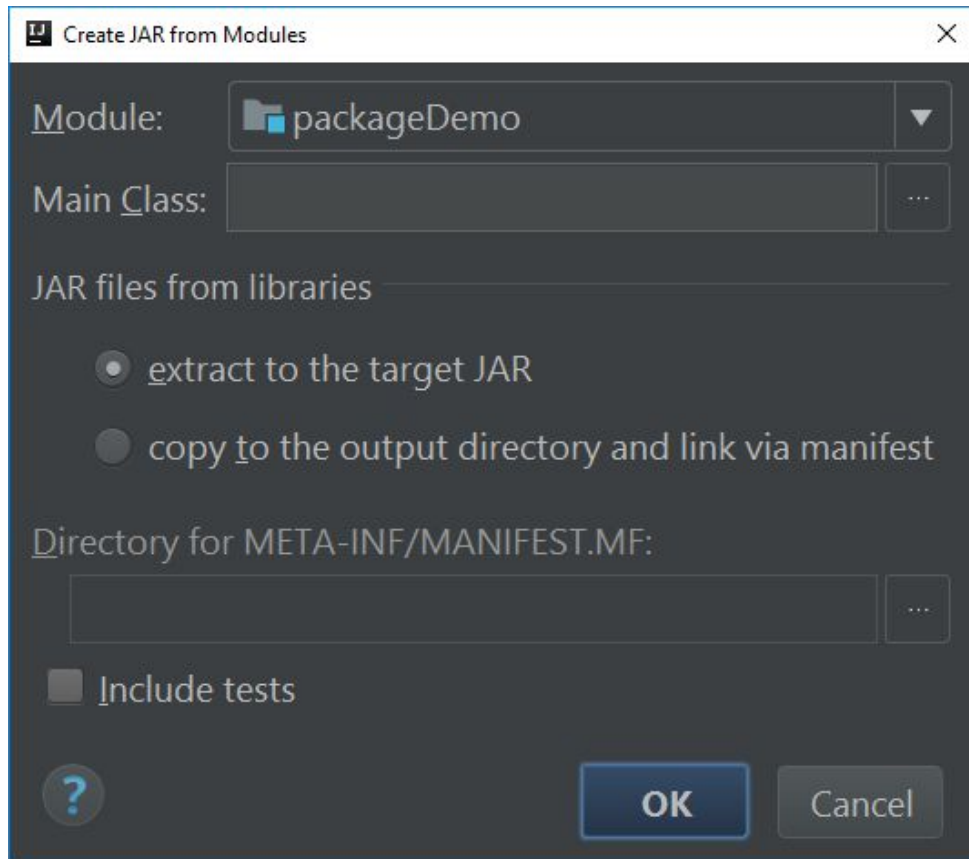 IJ Create JAR from Modules
Module: packageDemo
Main Class: ...
JAR files from libraries
extract to the target JAR
copy to the output directory and link via manifest
Directory for META-INF/MANIFEST.MF:
...
Include tests
? OK Cancel